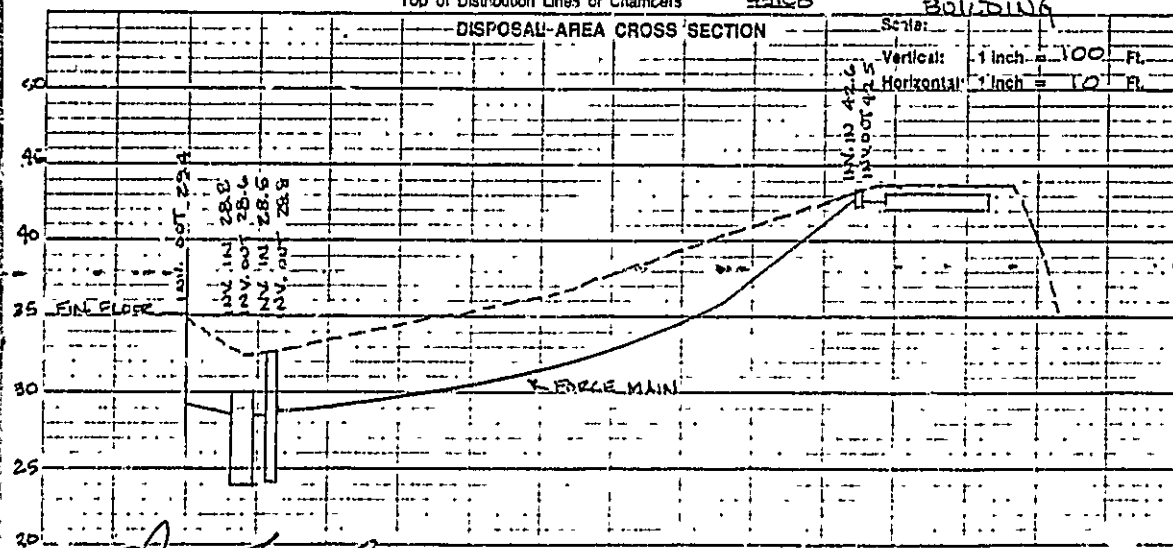 Top of Distribution Lines or Chambers
BUILDING
DISPOSAL AREA CROSS SECTION
Scale:
Vertical: 1 inch = 100 Ft.
Horizontal: 1 inch = 10 Ft.
50
45
40
35
30
25
20
INV. OUT 29.4
INV. IN 28.8
INV. OUT 28.6
INV. IN 28.5
INV. OUT 28.8
INV. IN 42.6
INV. OUT 42.5
FIN. FLOOR
FORCE MAIN